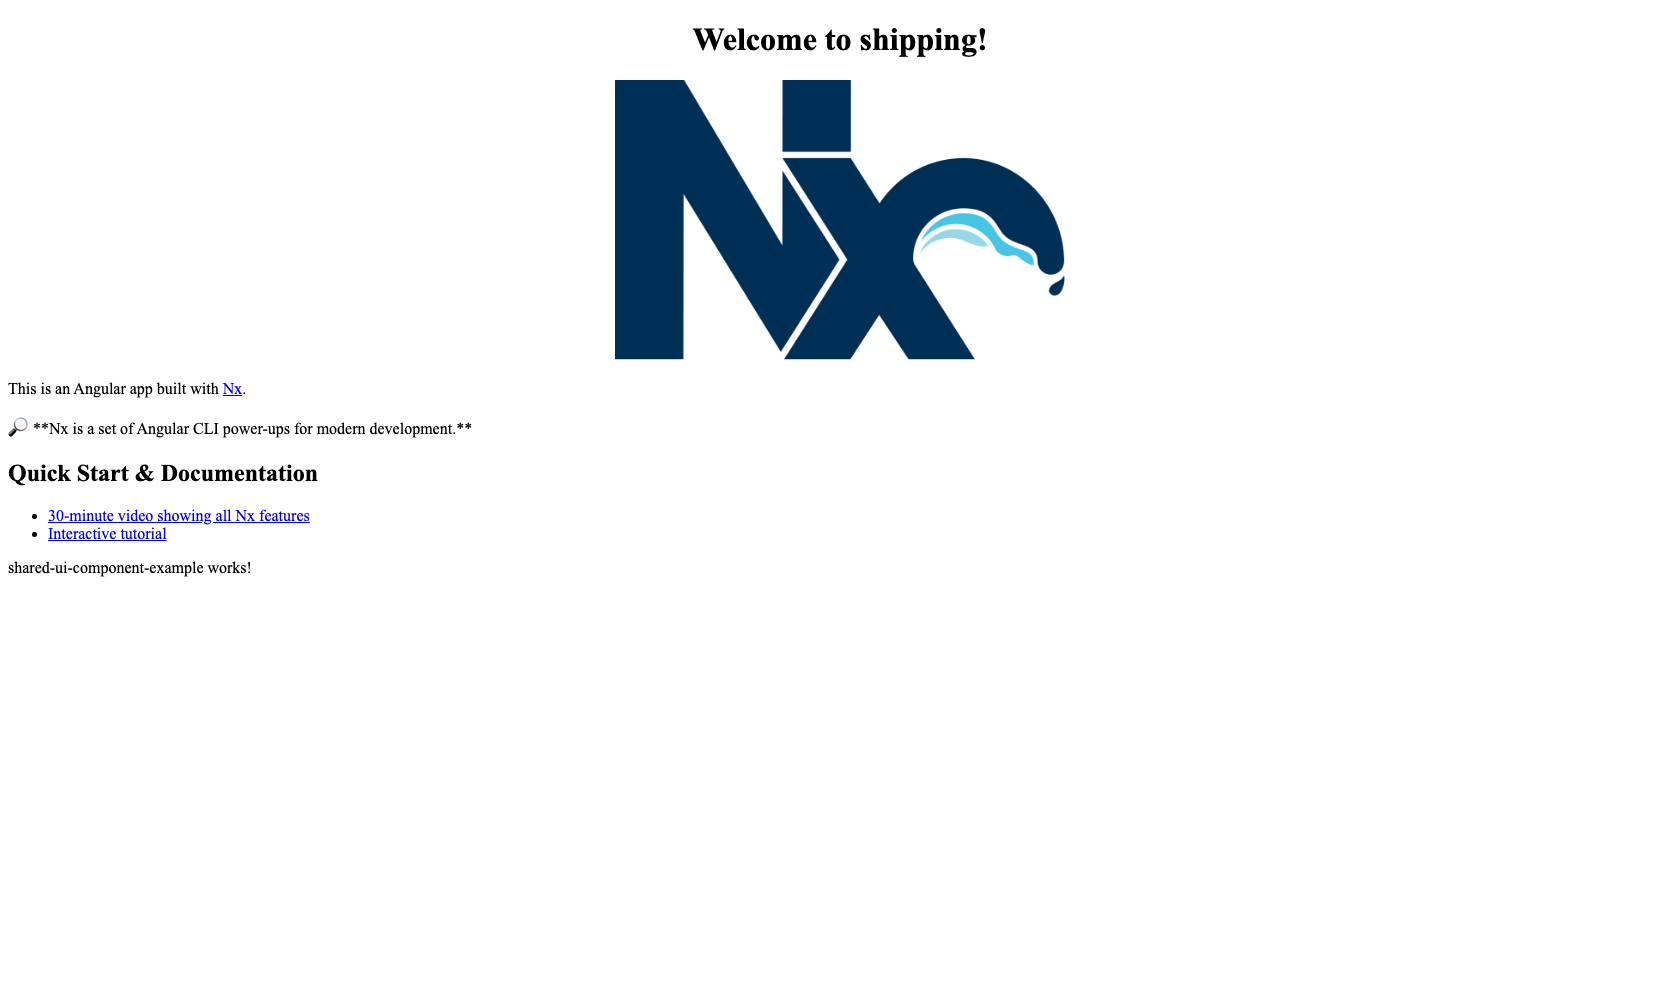 Welcome to shipping!
Nx
This is an Angular app built with Nx.
🔎 **Nx is a set of Angular CLI power-ups for modern development.**
Quick Start & Documentation
30-minute video showing all Nx features
Interactive tutorial
shared-ui-component-example works!